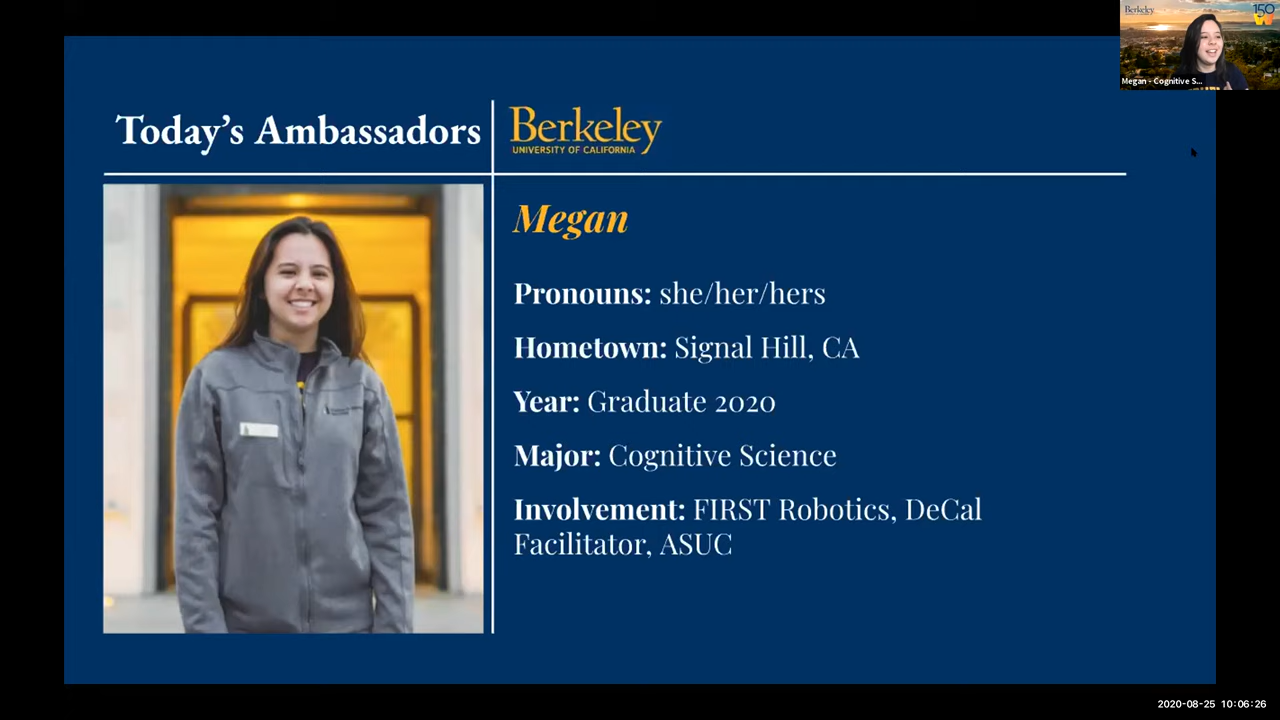 Berkeley
150
W
Megan - Cognitive S...
Today's Ambassadors
Berkeley
UNIVERSITY OF CALIFORNIA
Megan
Pronouns: she/her/hers
Hometown: Signal Hill, CA
Year: Graduate 2020
Major: Cognitive Science
Involvement: FIRST Robotics, DeCal
Facilitator, ASUC
2020-08-25 10:06:26